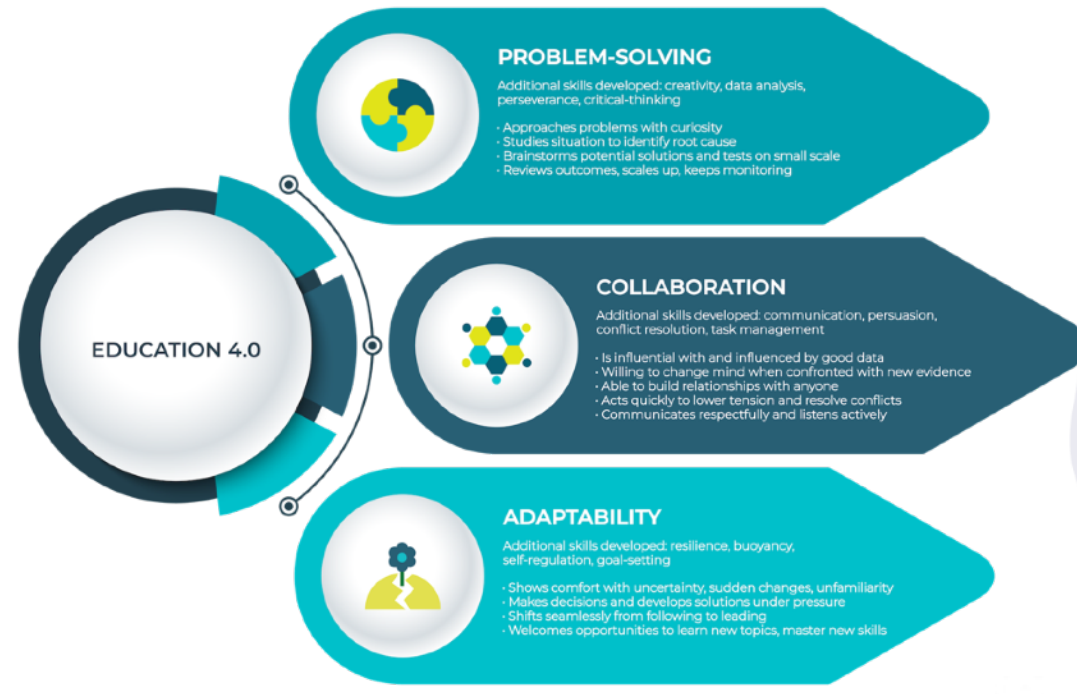 PROBLEM-SOLVING
Additional skills developed: creativity, data analysis,
perseverance, critical-thinking
· Approaches problems with curiosity
· Studies situation to identify root cause
· Brainstorms potential solutions and tests on small scale
· Reviews outcomes, scales up, keeps monitoring
EDUCATION 4.0
COLLABORATION
Additional skills developed: communication, persuasion,
conflict resolution, task management
· Is influential with and influenced by good data
· Willing to change mind when confronted with new evidence
· Able to build relationships with anyone
· Acts quickly to lower tension and resolve conflicts
· Communicates respectfully and listens actively
ADAPTABILITY
Additional skills developed: resilience, buoyancy,
self-regulation, goal-setting
· Shows comfort with uncertainty, sudden changes, unfamiliarity
· Makes decisions and develops solutions under pressure
· Shifts seamlessly from following to leading
· Welcomes opportunities to learn new topics, master new skills